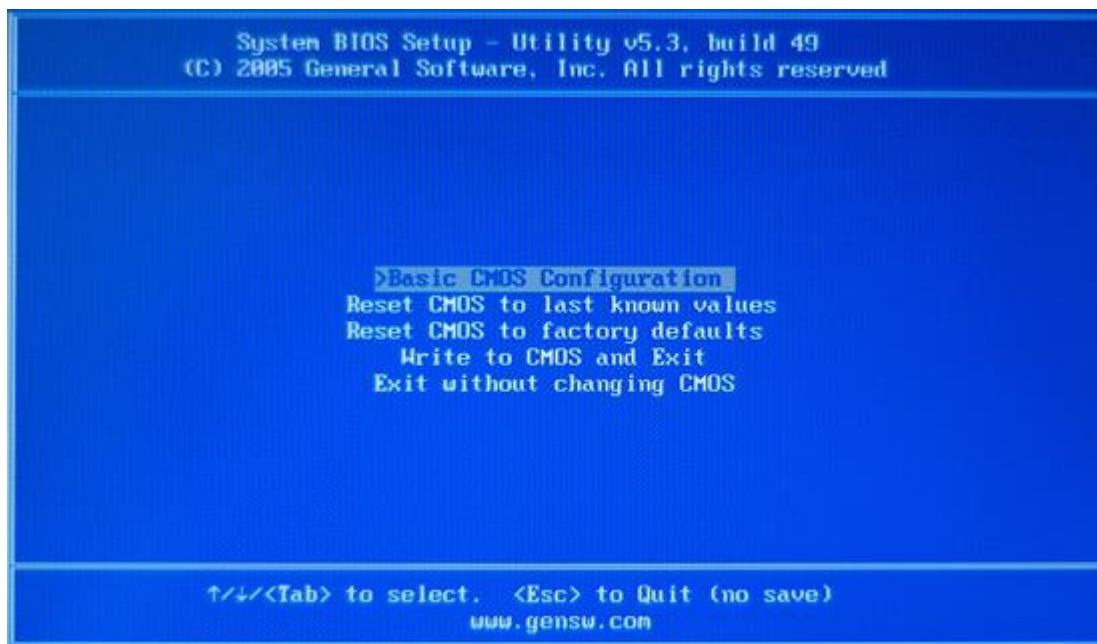 System BIOS Setup - Utility v5.3, build 49
(C) 2005 General Software, Inc. All rights reserved
>Basic CMOS Configuration
Reset CMOS to last known values
Reset CMOS to factory defaults
Write to CMOS and Exit
Exit without changing CMOS
↑/↓/<Tab> to select. <Esc> to Quit (no save)
www.gensw.com